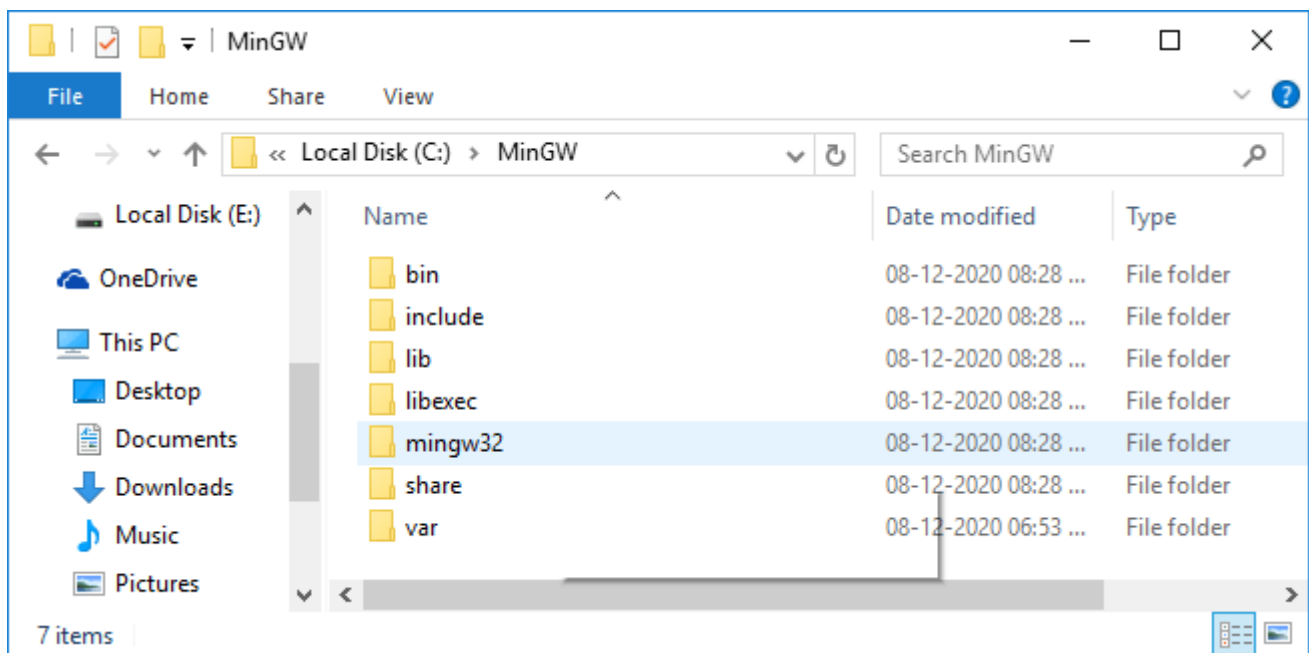 MinGW
File Home Share View
« Local Disk (C:) > MinGW Search MinGW
Local Disk (E:)
OneDrive
This PC
Desktop
Documents
Downloads
Music
Pictures
Name Date modified Type
bin 08-12-2020 08:28 ... File folder
include 08-12-2020 08:28 ... File folder
lib 08-12-2020 08:28 ... File folder
libexec 08-12-2020 08:28 ... File folder
mingw32 08-12-2020 08:28 ... File folder
share 08-12-2020 08:28 ... File folder
var 08-12-2020 06:53 ... File folder
7 items